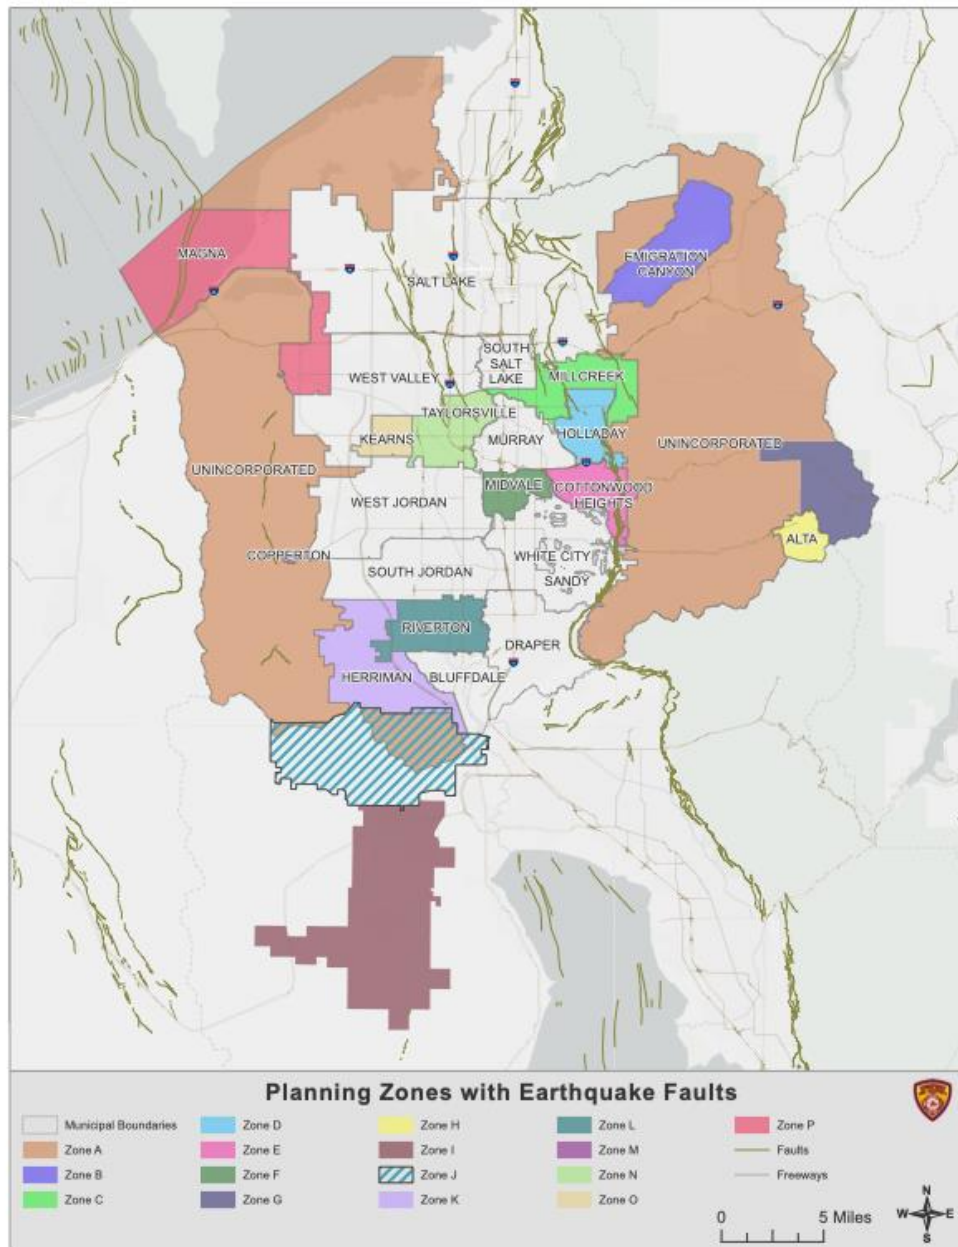 MAGNA
EMIGRATION
CANYON
SALT LAKE
SOUTH
SALT
LAKE
MILLCREEK
WEST VALLEY
TAYLORSVILLE
KEARNS
MURRAY
HOLLADAY
UNINCORPORATED
UNINCORPORATED
MIDVALE
COTTONWOOD
HEIGHTS
WEST JORDAN
ALTA
COPPERTON
WHITE CITY
SOUTH JORDAN
SANDY
RIVERTON
DRAPER
HERRIMAN
BLUFFDALE
Planning Zones with Earthquake Faults
Municipal Boundaries
Zone A
Zone B
Zone C
Zone D
Zone E
Zone F
Zone G
Zone H
Zone I
Zone J
Zone K
Zone L
Zone M
Zone N
Zone O
Zone P
Faults
Freeways
0 5 Miles
N
W E
S